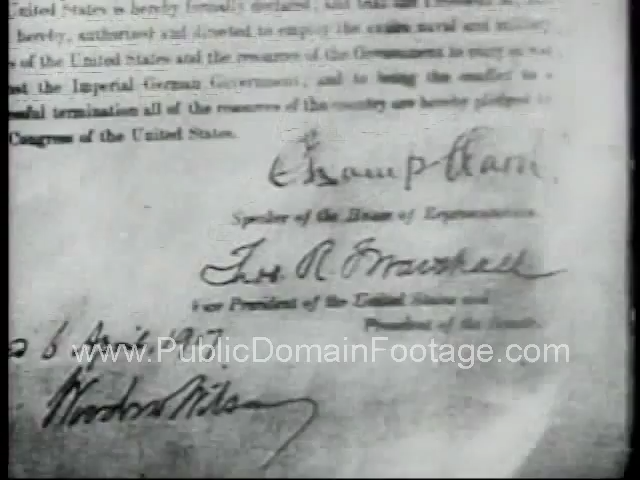 United States is hereby formally declared; and that the President be, and
hereby, authorized and directed to employ the entire naval and military
of the United States and the resources of the Government to carry on war
the Imperial German Government; and to bring the conflict to a
termination all of the resources of the country are hereby pledged by
Congress of the United States.
Champ Clark.
Speaker of the House of Representatives.
Thos. R. Marshall
Vice President of the United States and
President of the Senate.
6 April, 1917.
www.PublicDomainFootage.com
Woodrow Wilson